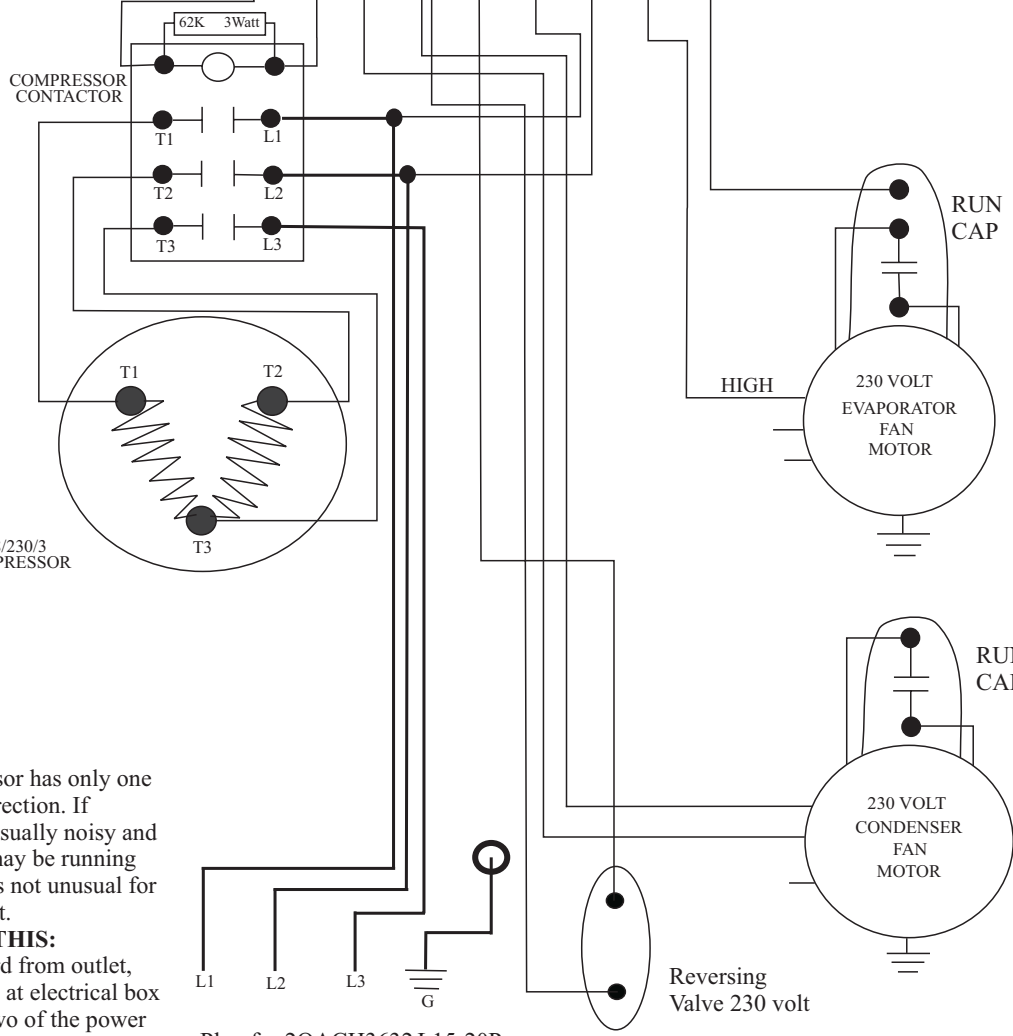 62K 3Watt
COMPRESSOR
CONTACTOR
T1
L1
T2
L2
T3
L3
RUN
CAP
T1
T2
HIGH
230 VOLT
EVAPORATOR
FAN
MOTOR
T3
/230/3
PRESSOR
RUN
CAP
sor has only one
rection. If
sually noisy and
may be running
s not unusual for
t.
THIS:
d from outlet,
at electrical box
wo of the power
230 VOLT
CONDENSER
FAN
MOTOR
L1
L2
L3
G
Reversing
Valve 230 volt